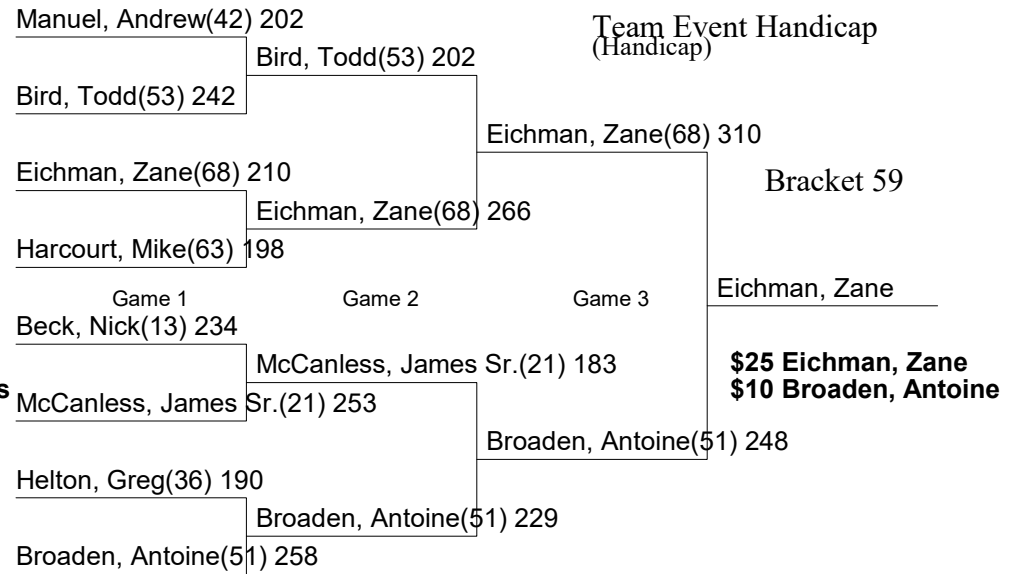 Manuel, Andrew(42) 202
Team Event Handicap
(Handicap)
Bird, Todd(53) 202
Bird, Todd(53) 242
Eichman, Zane(68) 310
Eichman, Zane(68) 210
Bracket 59
Eichman, Zane(68) 266
Harcourt, Mike(63) 198
Game 1
Game 2
Game 3
Eichman, Zane
Beck, Nick(13) 234
McCanless, James Sr.(21) 183
$25 Eichman, Zane
$10 Broaden, Antoine
s
McCanless, James Sr.(21) 253
Broaden, Antoine(51) 248
Helton, Greg(36) 190
Broaden, Antoine(51) 229
Broaden, Antoine(51) 258